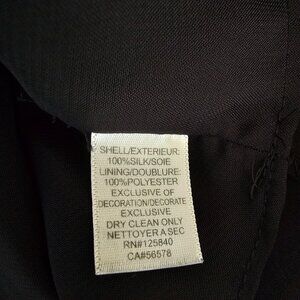 SHELL/EXTERIEUR:
100%SILK/SOIE
LINING/DOUBLURE:
100%POLYESTER
EXCLUSIVE OF
DECORATION/DECORATE
EXCLUSIVE
DRY CLEAN ONLY
NETTOYER A SEC
RN#125840
CA#56578